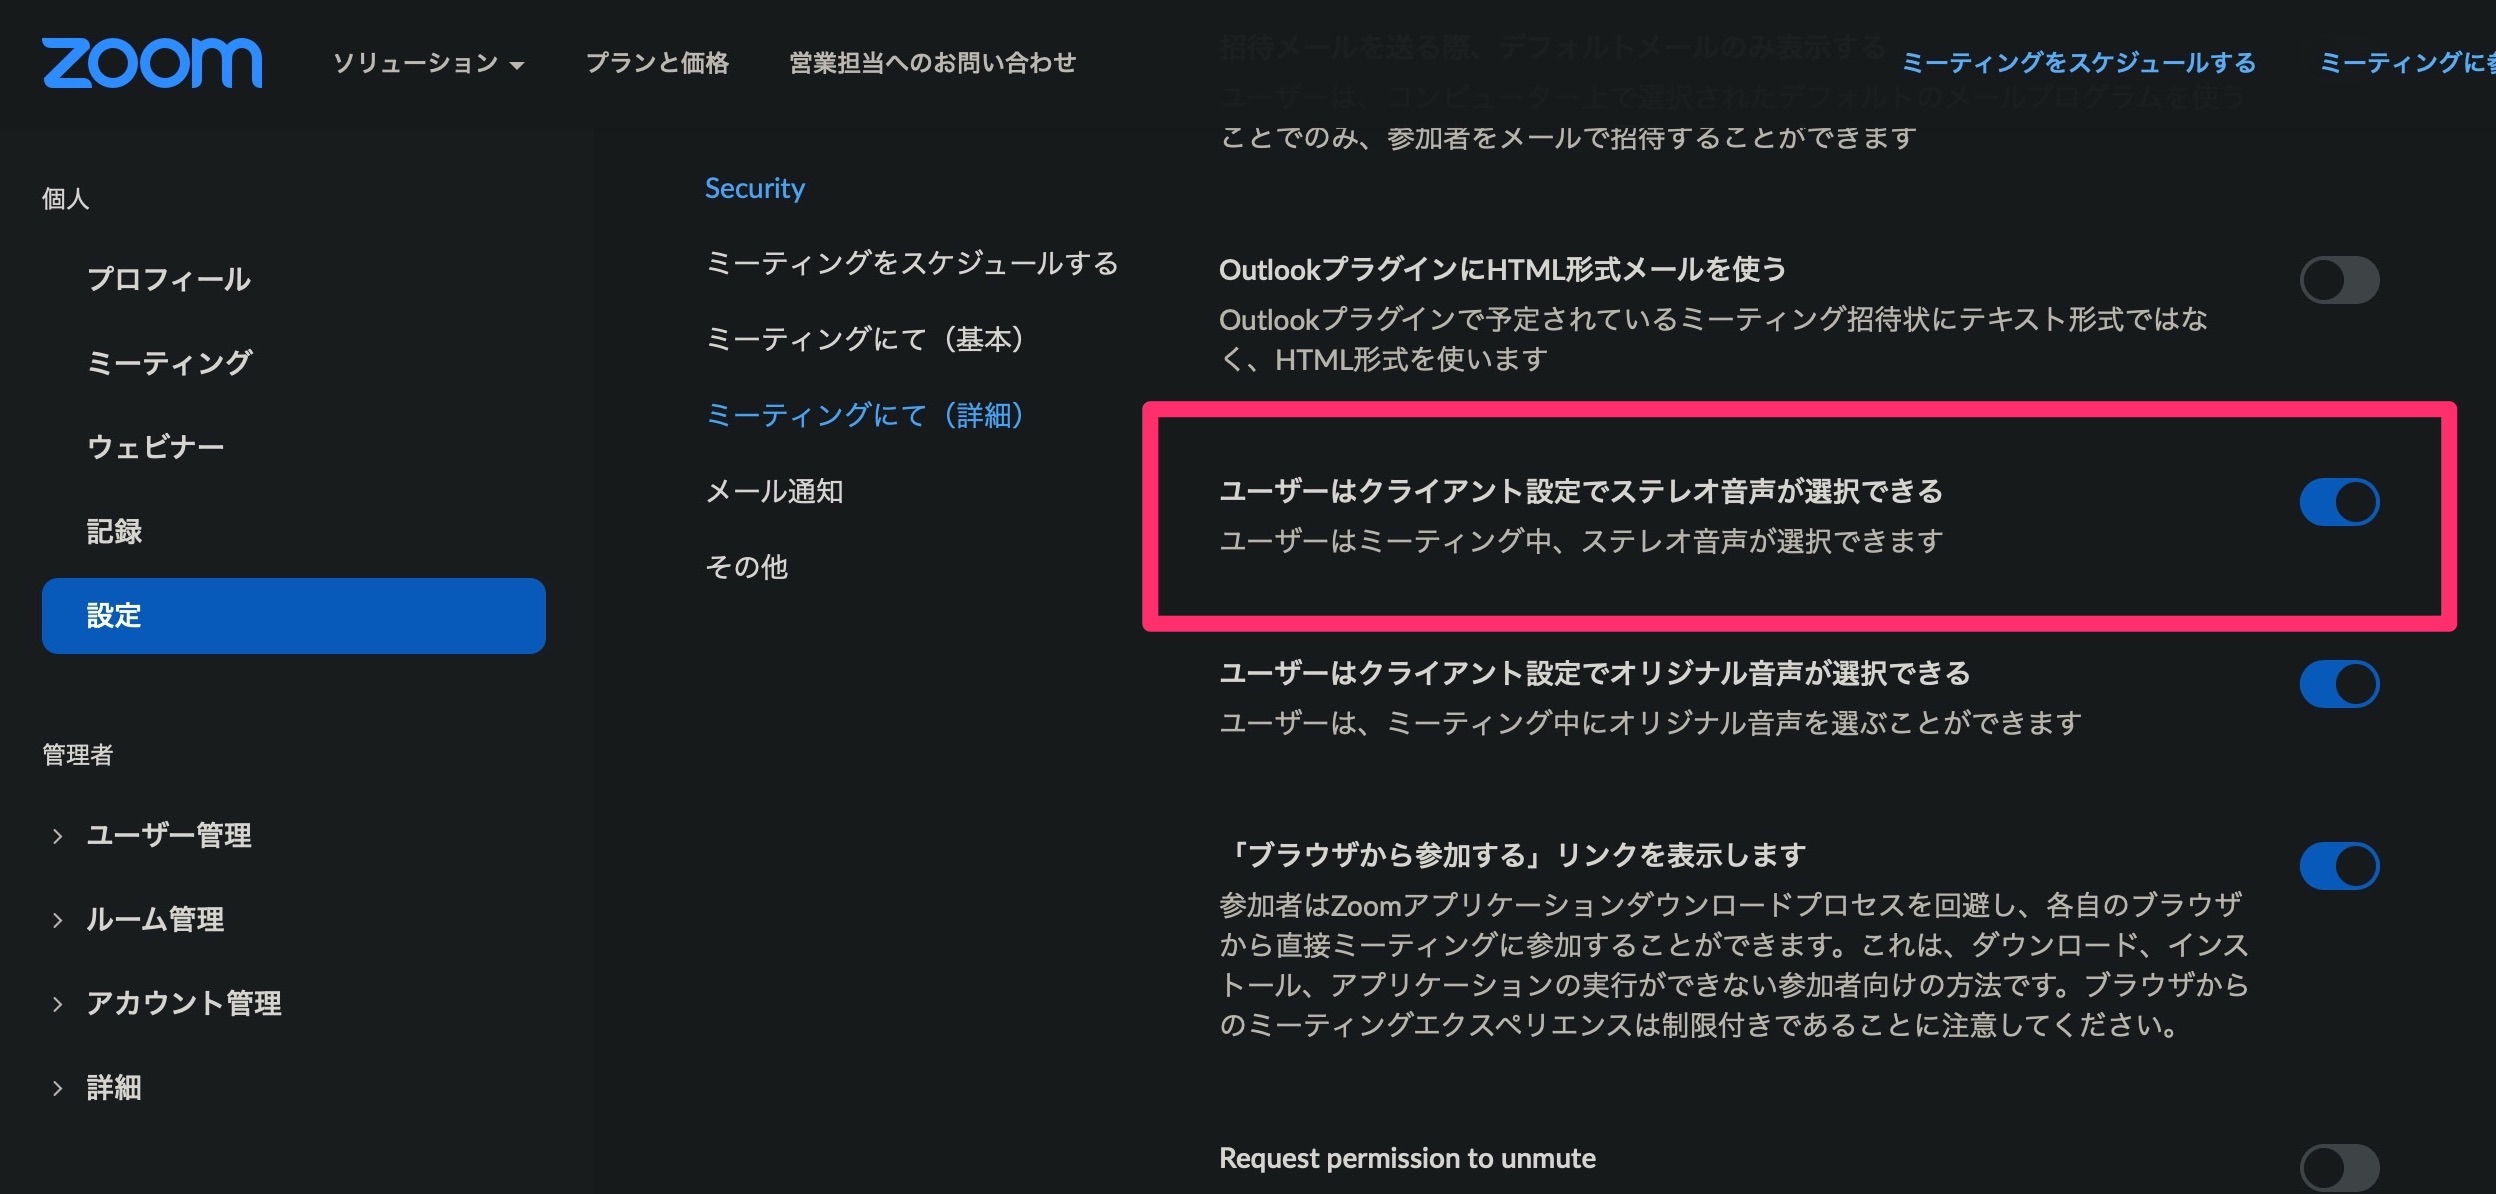 zoom
ソリューション
プランと価格
営業担当へのお問い合わせ
ミーティングをスケジュールする
ミーティングに
招待メールを送る際、デフォルトメールのみ表示する
ユーザーは、コンピューター上で選択されたデフォルトのメールプログラムを使う
ことでのみ、参加者をメールで招待することができます
個人
プロフィール
ミーティング
ウェビナー
記録
設定
管理者
ユーザー管理
ルーム管理
アカウント管理
詳細
Security
ミーティングをスケジュールする
ミーティングにて（基本）
ミーティングにて（詳細）
メール通知
その他
OutlookプラグインにHTML形式メールを使う
Outlookプラグインで予定されているミーティング招待状にテキスト形式ではな
く、HTML形式を使います
ユーザーはクライアント設定でステレオ音声が選択できる
ユーザーはミーティング中、ステレオ音声が選択できます
ユーザーはクライアント設定でオリジナル音声が選択できる
ユーザーは、ミーティング中にオリジナル音声を選ぶことができます
「ブラウザから参加する」リンクを表示します
参加者はZoomアプリケーションダウンロードプロセスを回避し、各自のブラウザ
から直接ミーティングに参加することができます。これは、ダウンロード、インス
トール、アプリケーションの実行ができない参加者向けの方法です。ブラウザから
のミーティングエクスペリエンスは制限付きであることに注意してください。
Request permission to unmute